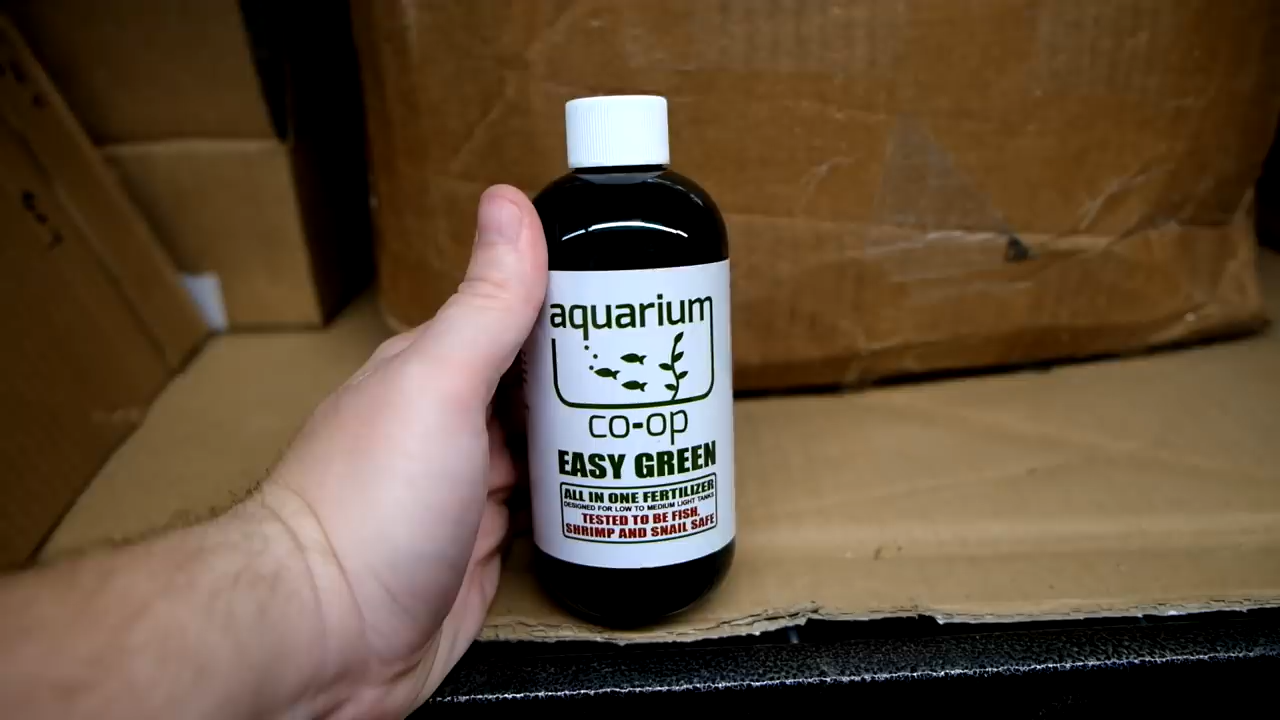 aquarium
co-op
EASY GREEN
ALL IN ONE FERTILIZER
DESIGNED FOR LOW TO MEDIUM LIGHT TANKS
TESTED TO BE FISH,
SHRIMP AND SNAIL SAFE